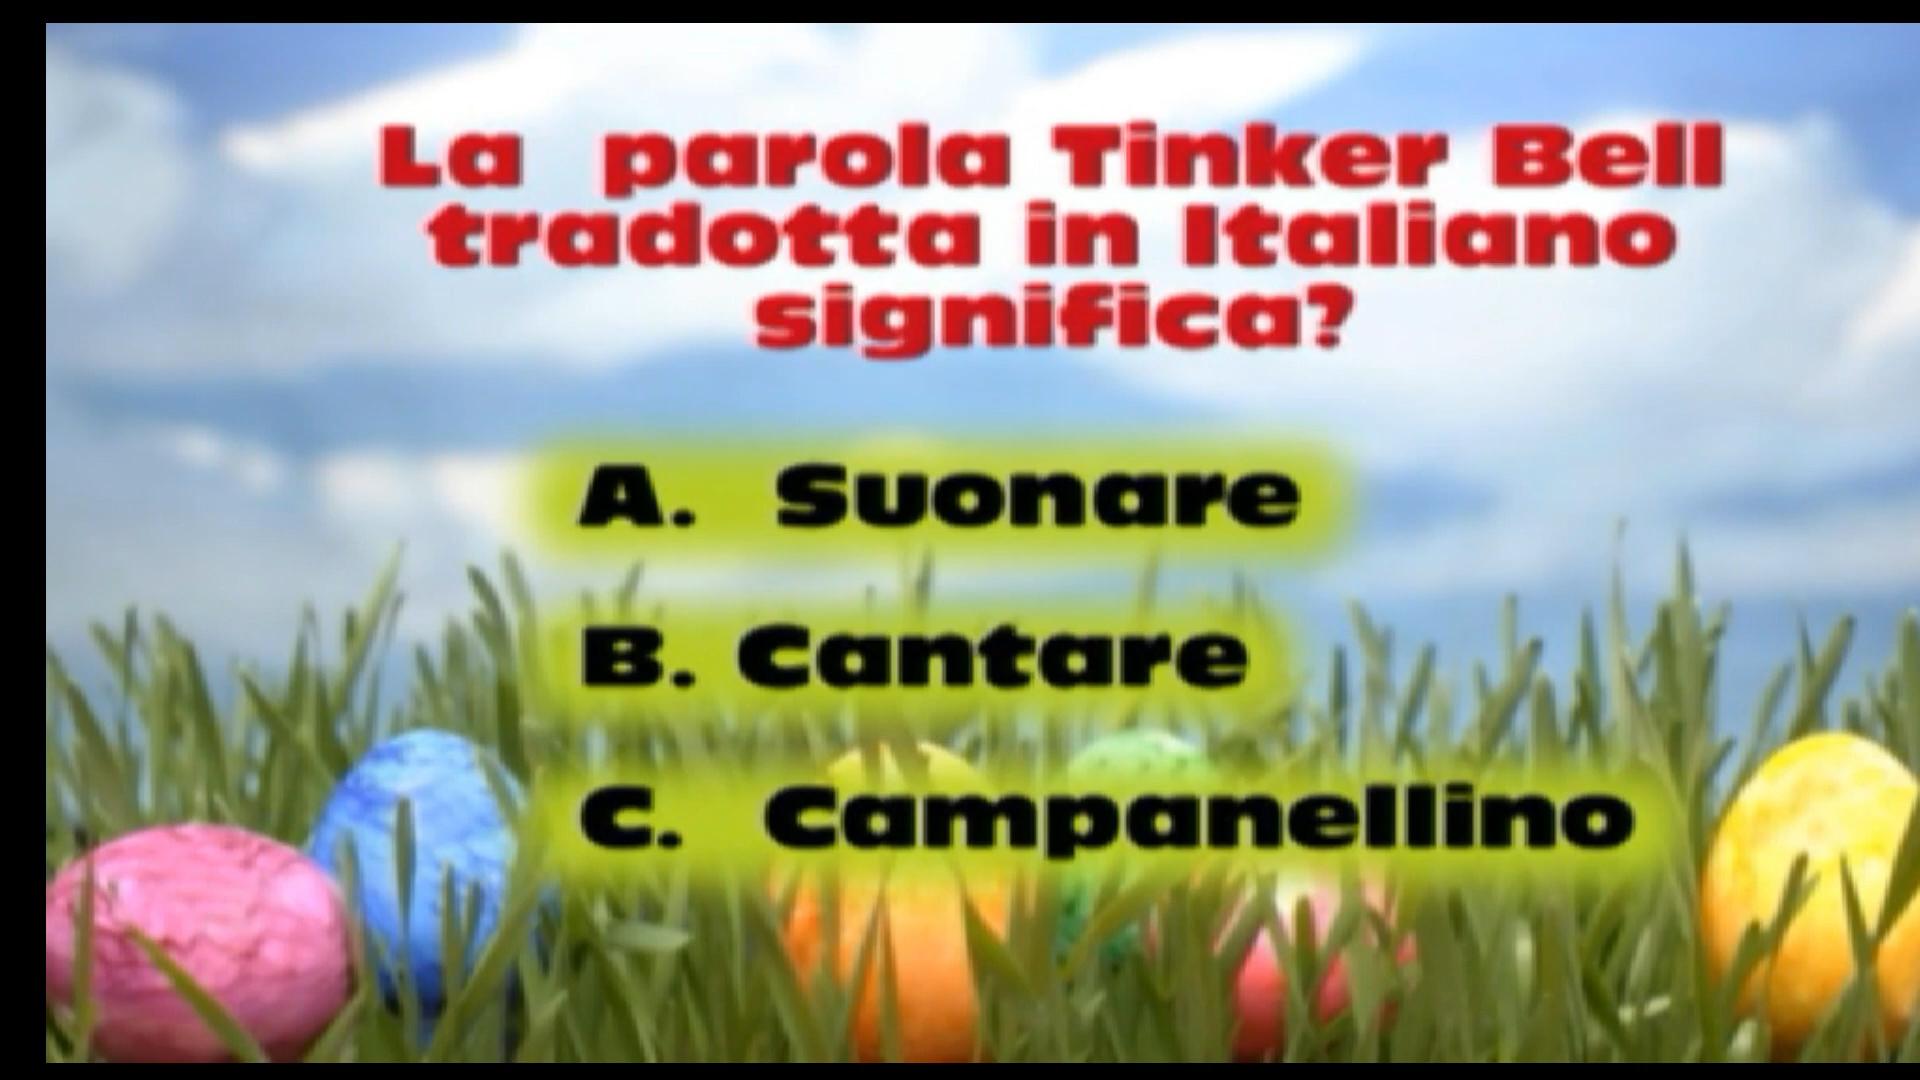 La parola Tinker Bell
tradotta in Italiano
significa?
A. Suonare
B. Cantare
C. Campanellino